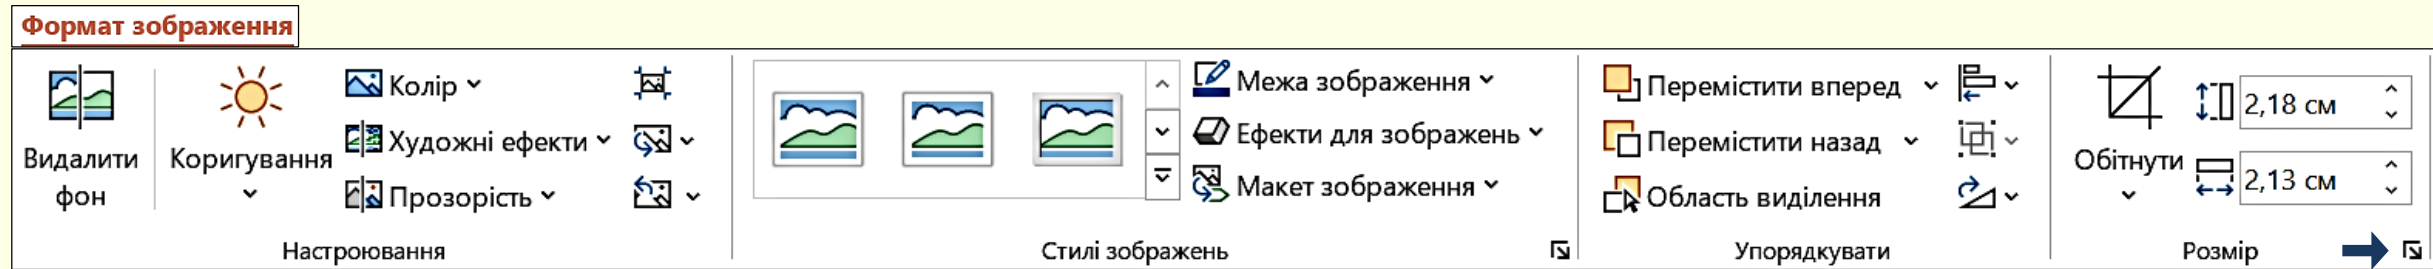 Формат зображення
Видалити фон
Коригування
Колір
Художні ефекти
Прозорість
Настроювання
Межа зображення
Ефекти для зображень
Макет зображення
Стилі зображень
Перемістити вперед
Перемістити назад
Область виділення
Упорядкувати
Обітнути
2,18 см
2,13 см
Розмір